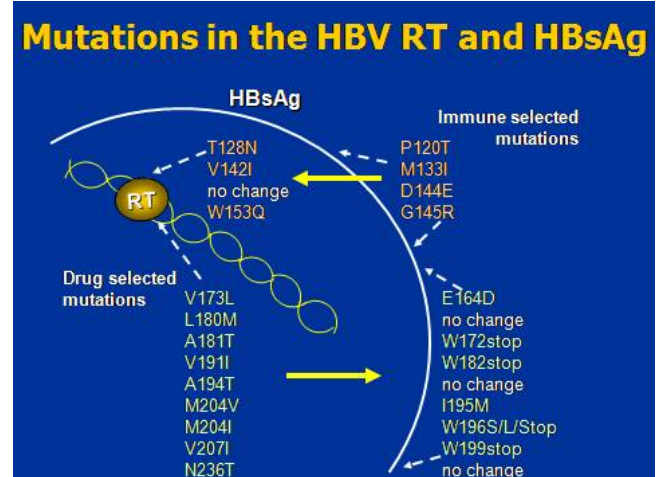 Mutations in the HBV RT and HBsAg
HBsAg
Immune selected
mutations
T128N
V142I
no change
W153Q
P120T
M133I
D144E
G145R
RT
Drug selected
mutations
V173L
L180M
A181T
V191I
A194T
M204V
M204I
V207I
N236T
E164D
no change
W172stop
W182stop
no change
I195M
W196S/L/Stop
W199stop
no change